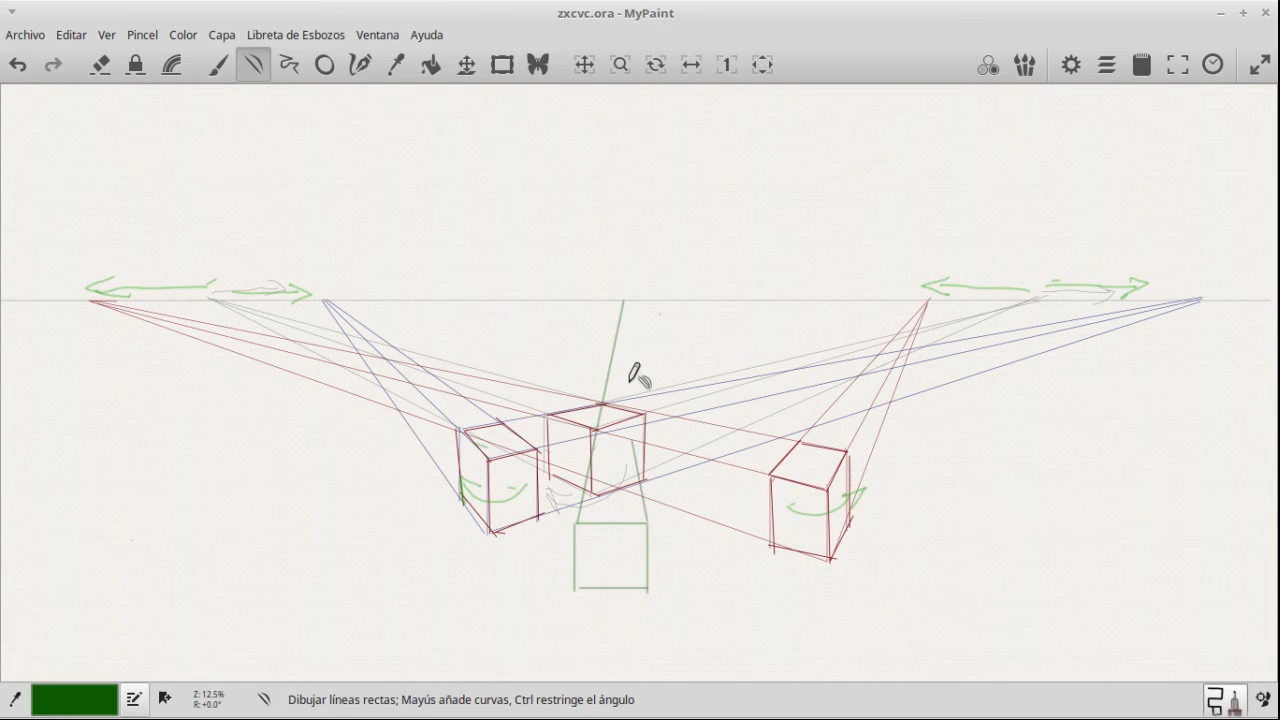 zxcvc.ora - MyPaint
Archivo Editar Ver Pincel Color Capa Libreta de Esbozos Ventana Ayuda
1
Z: 12.5%
R: +0.0°
Dibujar líneas rectas; Mayús añade curvas, Ctrl restringe el ángulo